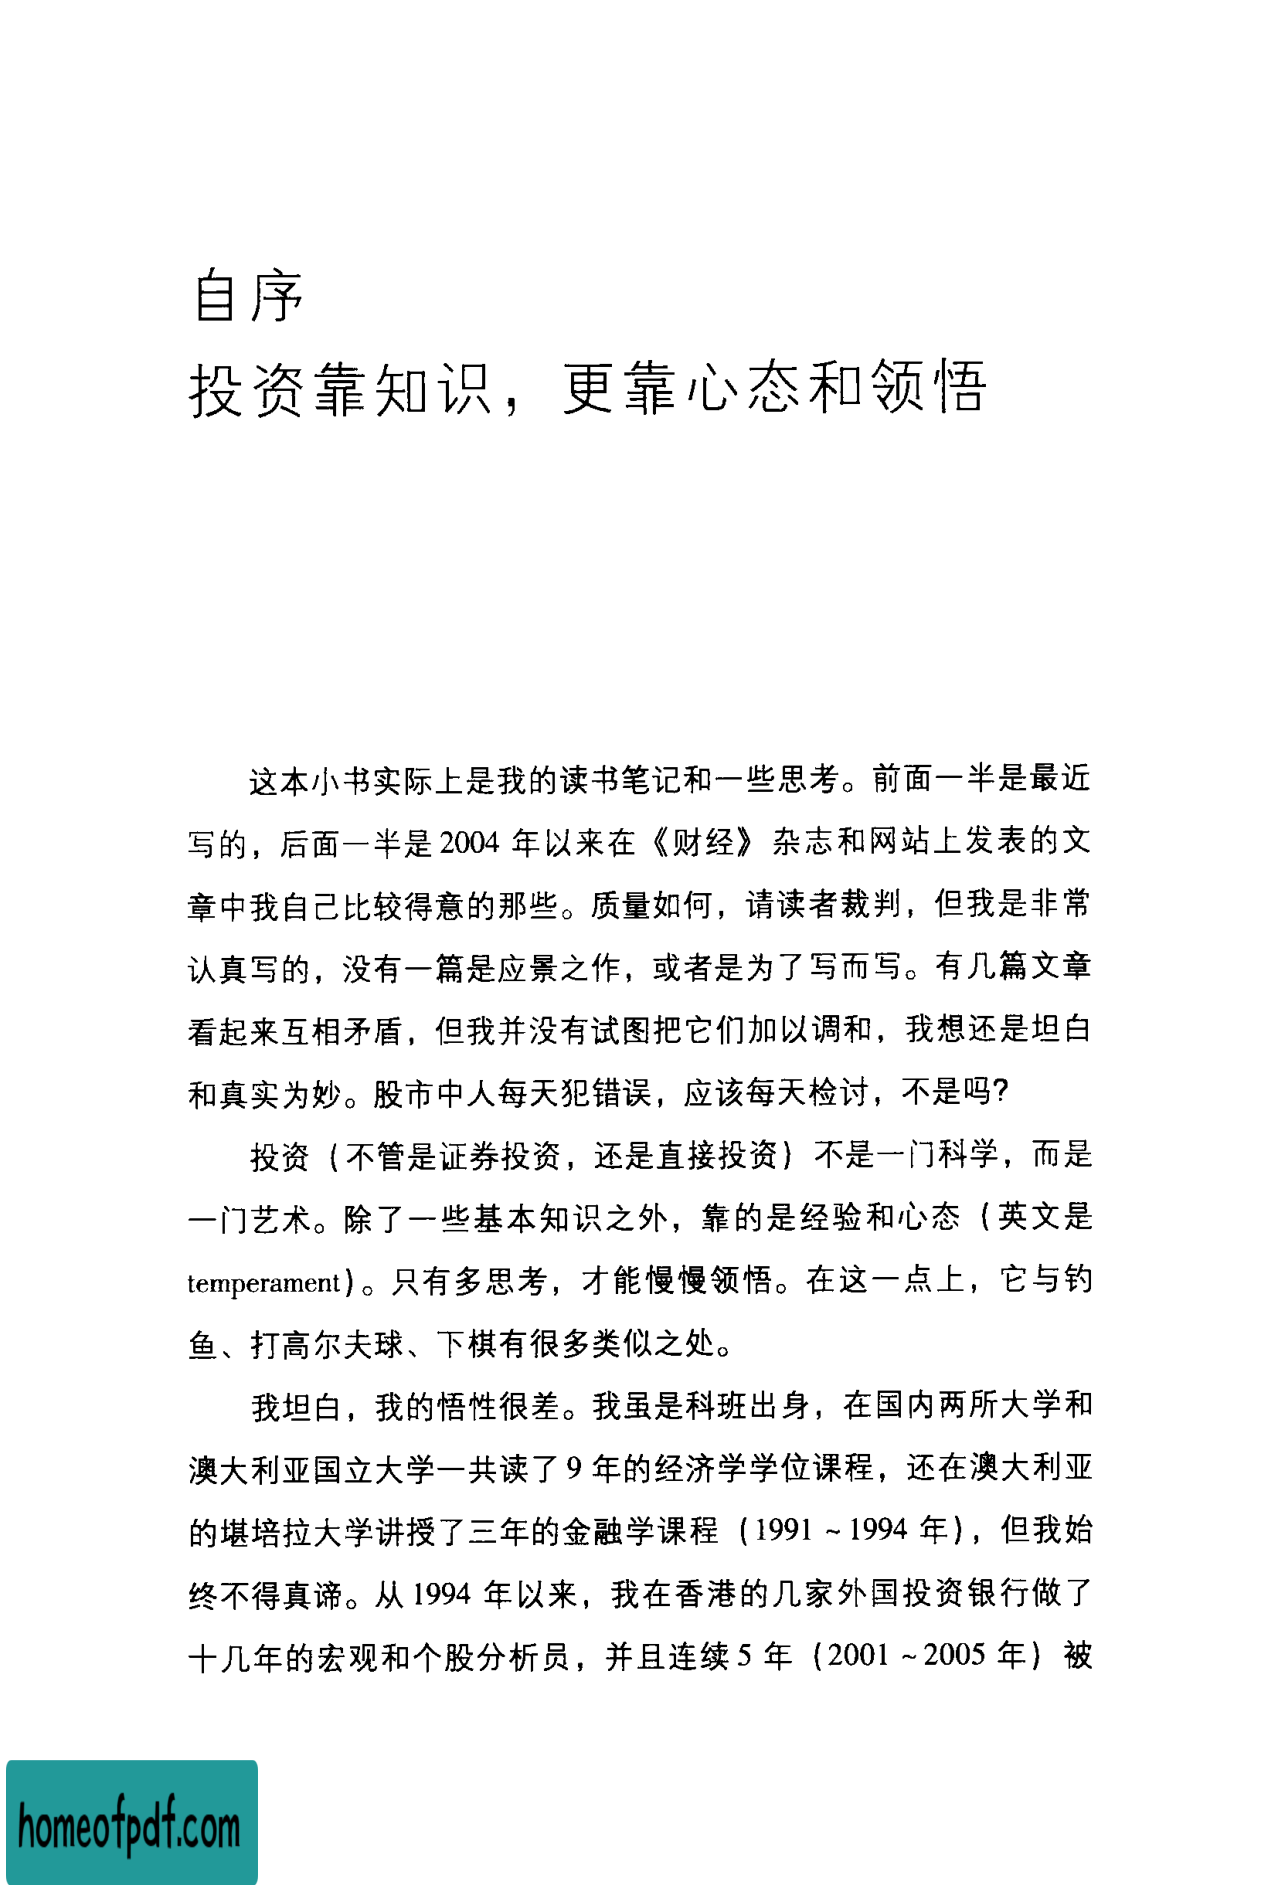 自序
投资靠知识，更靠心态和领悟
这本小书实际上是我的读书笔记和一些思考。前面一半是最近
写的，后面一半是2004 年以来在《财经》杂志和网站上发表的文
章中我自己比较得意的那些。质量如何，请读者裁判，但我是非常
认真写的，没有一篇是应景之作，或者是为了写而写。有几篇文章
看起来互相矛盾，但我并没有试图把它们加以调和，我想还是坦白
和真实为妙。股市中人每天犯错误，应该每天检讨，不是吗？
投资（不管是证券投资，还是直接投资）不是一门科学，而是
一门艺术。除了一些基本知识之外，靠的是经验和心态（英文是
temperament）。只有多思考，才能慢慢领悟。在这一点上，它与钓
鱼、打高尔夫球、下棋有很多类似之处。
我坦白，我的悟性很差。我虽是科班出身，在国内两所大学和
澳大利亚国立大学一共读了9 年的经济学学位课程，还在澳大利亚
的堪培拉大学讲授了三年的金融学课程（1991～1994 年），但我始
终不得真谛。从1994 年以来，我在香港的几家外国投资银行做了
十几年的宏观和个股分析员，并且连续5 年（2001～2005 年）被
homeofpdf.com